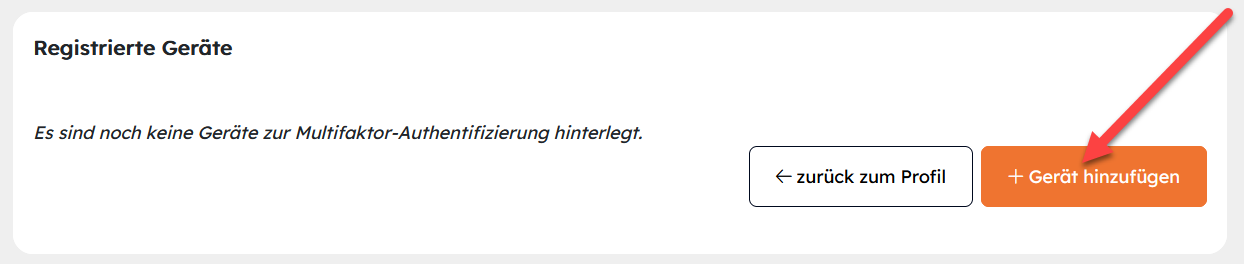 Registrierte Geräte
Es sind noch keine Geräte zur Multifaktor-Authentifizierung hinterlegt.
← zurück zum Profil
+ Gerät hinzufügen